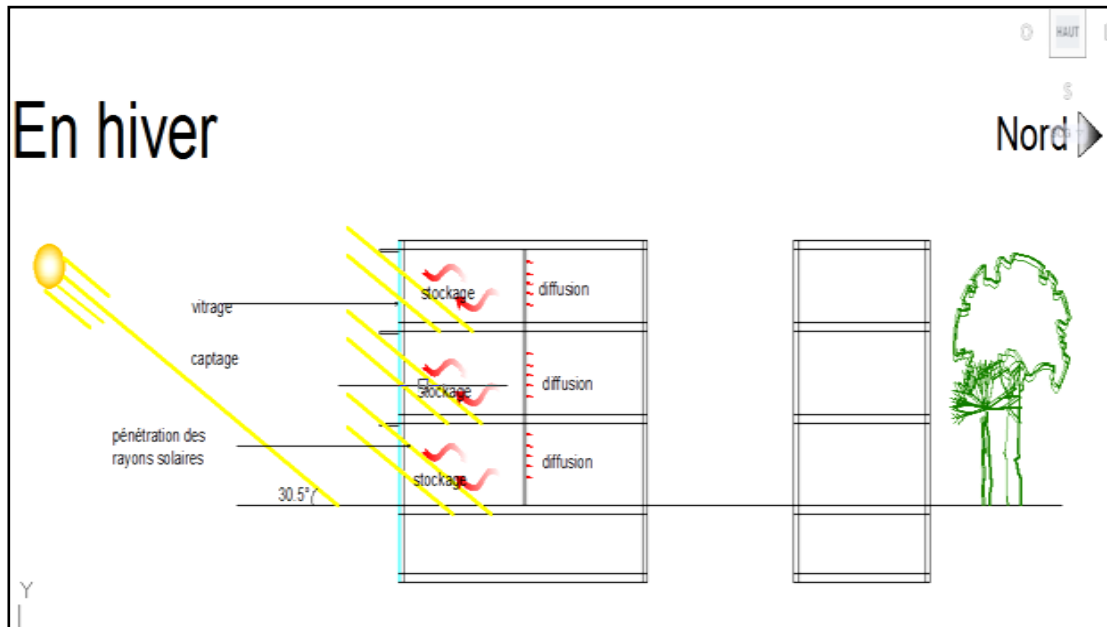 O HAUT
S
En hiver
Nord
vitrage
stockage
diffusion
captage
stockage
diffusion
pénétration des
rayons solaires
stockage
diffusion
30.5°
Y